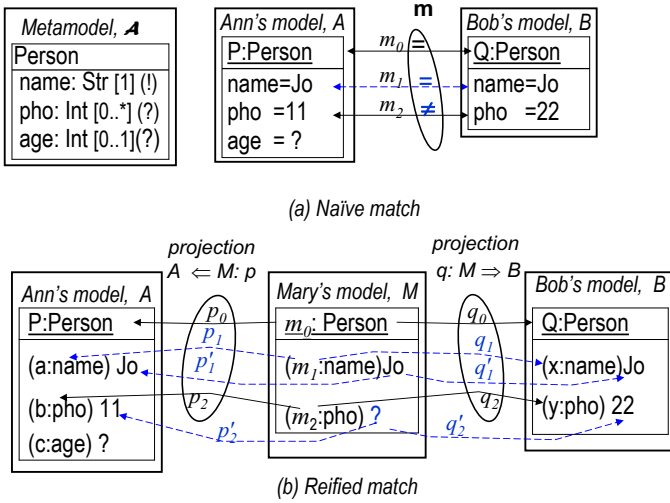 Metamodel, A
Person
name: Str [1] (!)
pho: Int [0..*] (?)
age: Int [0..1](?)
Ann's model, A
P:Person
name=Jo
pho =11
age = ?
m
m0 =
m1 =
m2 ≠
Bob's model, B
Q:Person
name=Jo
pho =22
(a) Naïve match
projection
A ⇐ M: p
projection
q: M ⇒ B
Ann's model, A
P:Person
(a:name) Jo
(b:pho) 11
(c:age) ?
p0
p1
p'1
p2
p'2
Mary's model, M
m0: Person
(m1:name)Jo
(m2:pho) ?
q0
q1
q'1
q2
q'2
Bob's model, B
Q:Person
(x:name)Jo
(y:pho) 22
(b) Reified match